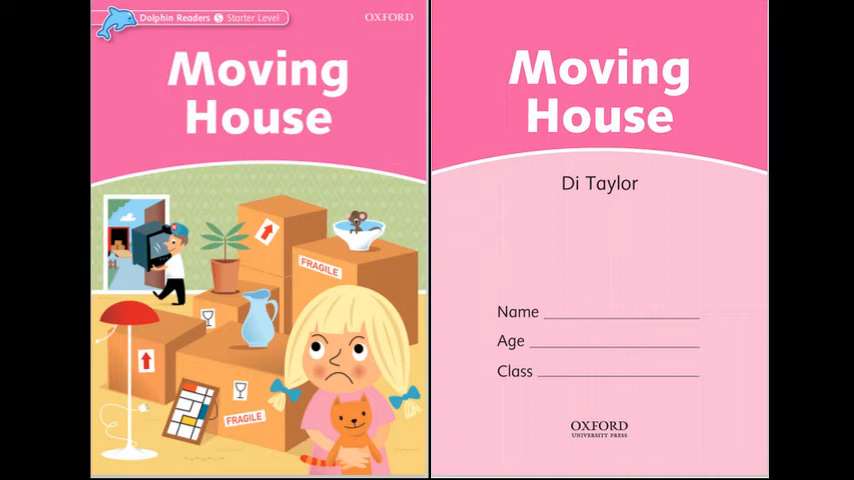 Dolphin Readers S Starter Level
OXFORD
Moving
House
FRAGILE
FRAGILE
Moving
House
Di Taylor
Name
Age
Class
OXFORD
UNIVERSITY PRESS